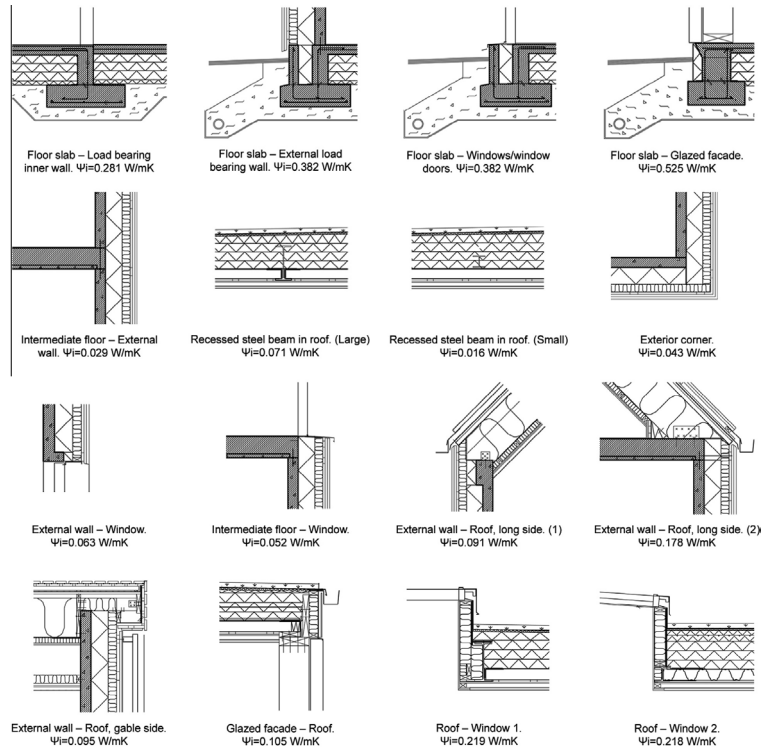 Floor slab – Load bearing
inner wall. Ψi=0.281 W/mK
Floor slab – External load
bearing wall. Ψi=0.382 W/mK
Floor slab – Windows/window
doors. Ψi=0.382 W/mK
Floor slab – Glazed facade.
Ψi=0.525 W/mK
Intermediate floor – External
wall. Ψi=0.029 W/mK
Recessed steel beam in roof. (Large)
Ψi=0.071 W/mK
Recessed steel beam in roof. (Small)
Ψi=0.016 W/mK
Exterior corner.
Ψi=0.043 W/mK
External wall – Window.
Ψi=0.063 W/mK
Intermediate floor – Window.
Ψi=0.052 W/mK
External wall – Roof, long side. (1)
Ψi=0.091 W/mK
External wall – Roof, long side. (2)
Ψi=0.178 W/mK
External wall – Roof, gable side.
Ψi=0.095 W/mK
Glazed facade – Roof.
Ψi=0.105 W/mK
Roof – Window 1.
Ψi=0.219 W/mK
Roof – Window 2.
Ψi=0.218 W/mK